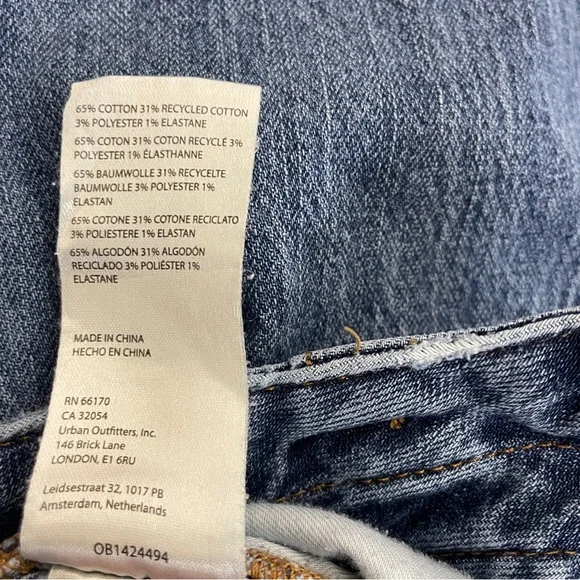 65% COTTON 31% RECYCLED COTTON
3% POLYESTER 1% ELASTANE
65% COTON 31% COTON RECYCLÉ 3%
POLYESTER 1% ÉLASTHANNE
65% BAUMWOLLE 31% RECYCELTE
BAUMWOLLE 3% POLYESTER 1%
ELASTAN
65% COTONE 31% COTONE RICICLATO
3% POLIESTERE 1% ELASTAN
65% ALGODÓN 31% ALGODÓN
RECICLADO 3% POLIÉSTER 1%
ELASTANE
MADE IN CHINA
HECHO EN CHINA
RN 66170
CA 32054
Urban Outfitters, Inc.
146 Brick Lane
LONDON, E1 6RU
Leidsestraat 32, 1017 PB
Amsterdam, Netherlands
OB1424494